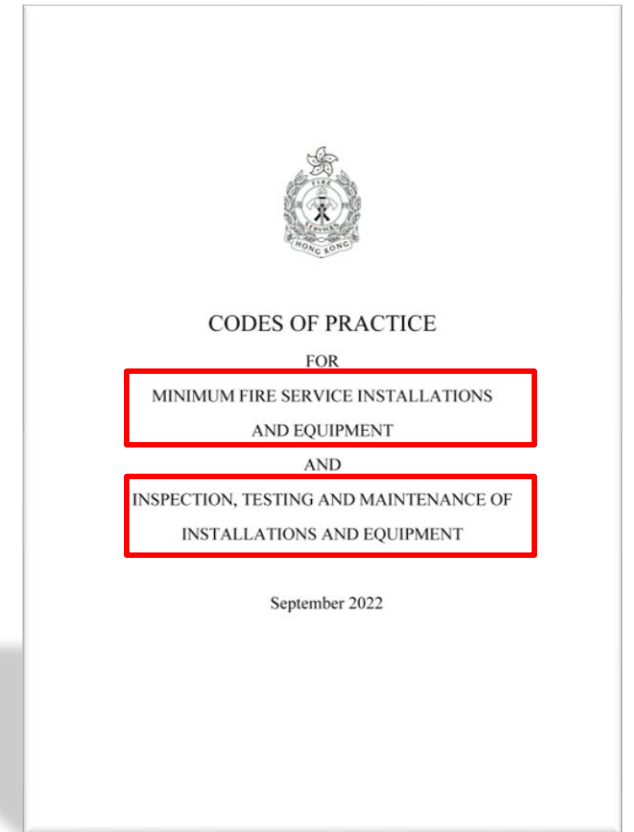 FIRE
SERVICES
HONG KONG
CODES OF PRACTICE
FOR
MINIMUM FIRE SERVICE INSTALLATIONS
AND EQUIPMENT
AND
INSPECTION, TESTING AND MAINTENANCE OF
INSTALLATIONS AND EQUIPMENT
September 2022